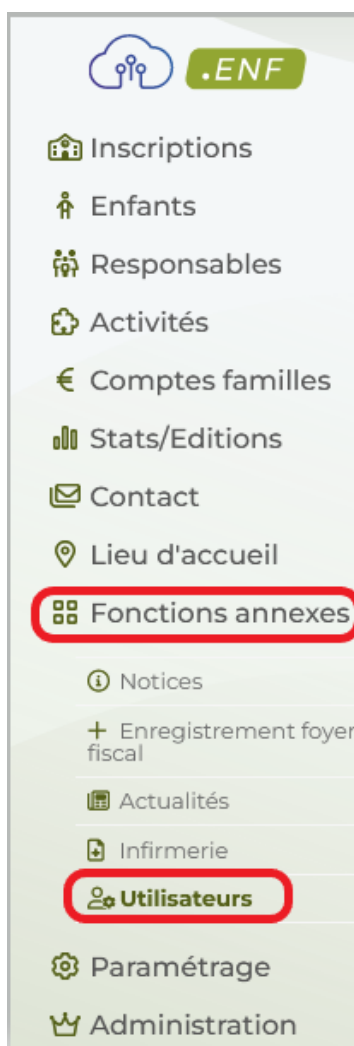 .ENF
Inscriptions
Enfants
Responsables
Activités
€ Comptes familles
Stats/Editions
Contact
Lieu d'accueil
Fonctions annexes
Notices
+ Enregistrement foyer
fiscal
Actualités
Infirmerie
Utilisateurs
Paramétrage
Administration